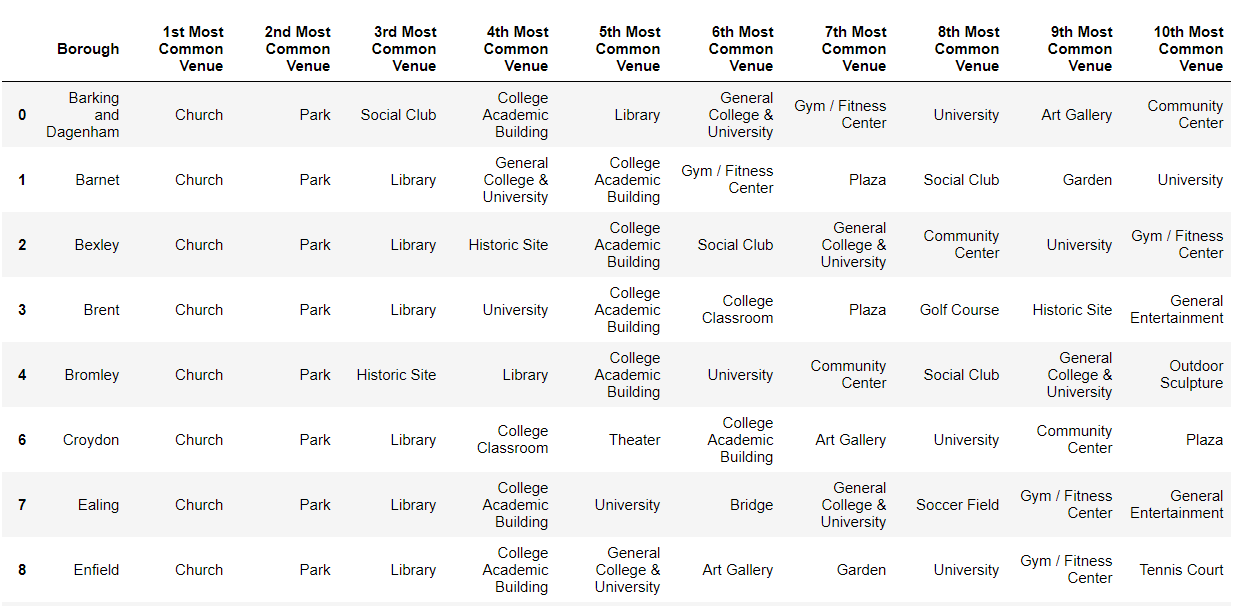 Borough 1st Most Common Venue 2nd Most Common Venue 3rd Most Common Venue 4th Most Common Venue 5th Most Common Venue 6th Most Common Venue 7th Most Common Venue 8th Most Common Venue 9th Most Common Venue 10th Most Common Venue
0 Barking and Dagenham Church Park Social Club College Academic Building Library General College & University Gym / Fitness Center University Art Gallery Community Center
1 Barnet Church Park Library General College & University College Academic Building Gym / Fitness Center Plaza Social Club Garden University
2 Bexley Church Park Library Historic Site College Academic Building Social Club General College & University Community Center University Gym / Fitness Center
3 Brent Church Park Library University College Academic Building College Classroom Plaza Golf Course Historic Site General Entertainment
4 Bromley Church Park Historic Site Library College Academic Building University Community Center Social Club General College & University Outdoor Sculpture
6 Croydon Church Park Library College Classroom Theater College Academic Building Art Gallery University Community Center Plaza
7 Ealing Church Park Library College Academic Building University Bridge General College & University Soccer Field Gym / Fitness Center General Entertainment
8 Enfield Church Park Library College Academic Building General College & University Art Gallery Garden University Gym / Fitness Center Tennis Court